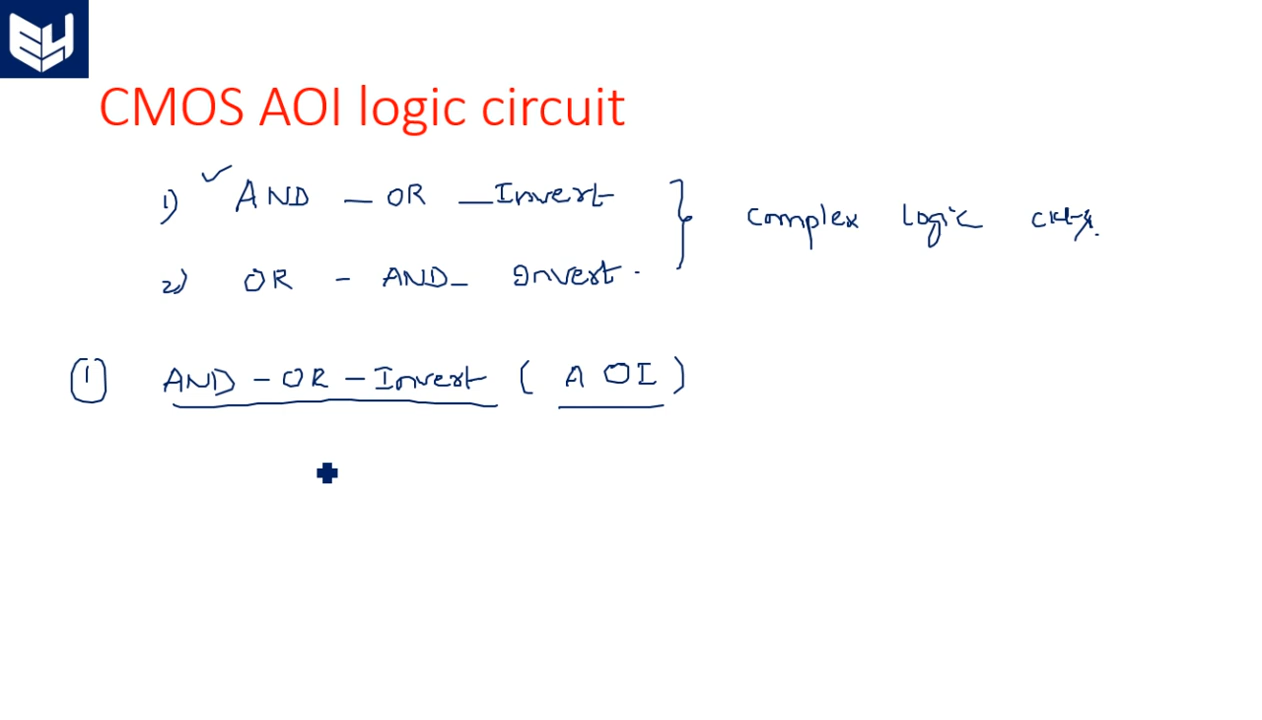 CMOS AOI logic circuit
1) ✓ AND - OR - Invert
complex logic ckts.
2) OR - AND - Invert.
1 AND - OR - Invert ( AOI )